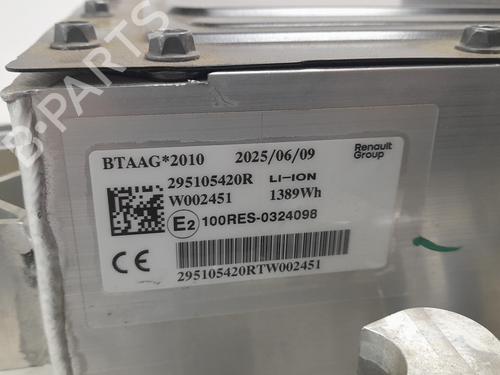 BTAAG*2010 2025/06/09 Renault
Group
295105420R LI-ION
W002451 1389Wh
E2 100RES-0324098
CE
295105420RTW002451
B-PARTS